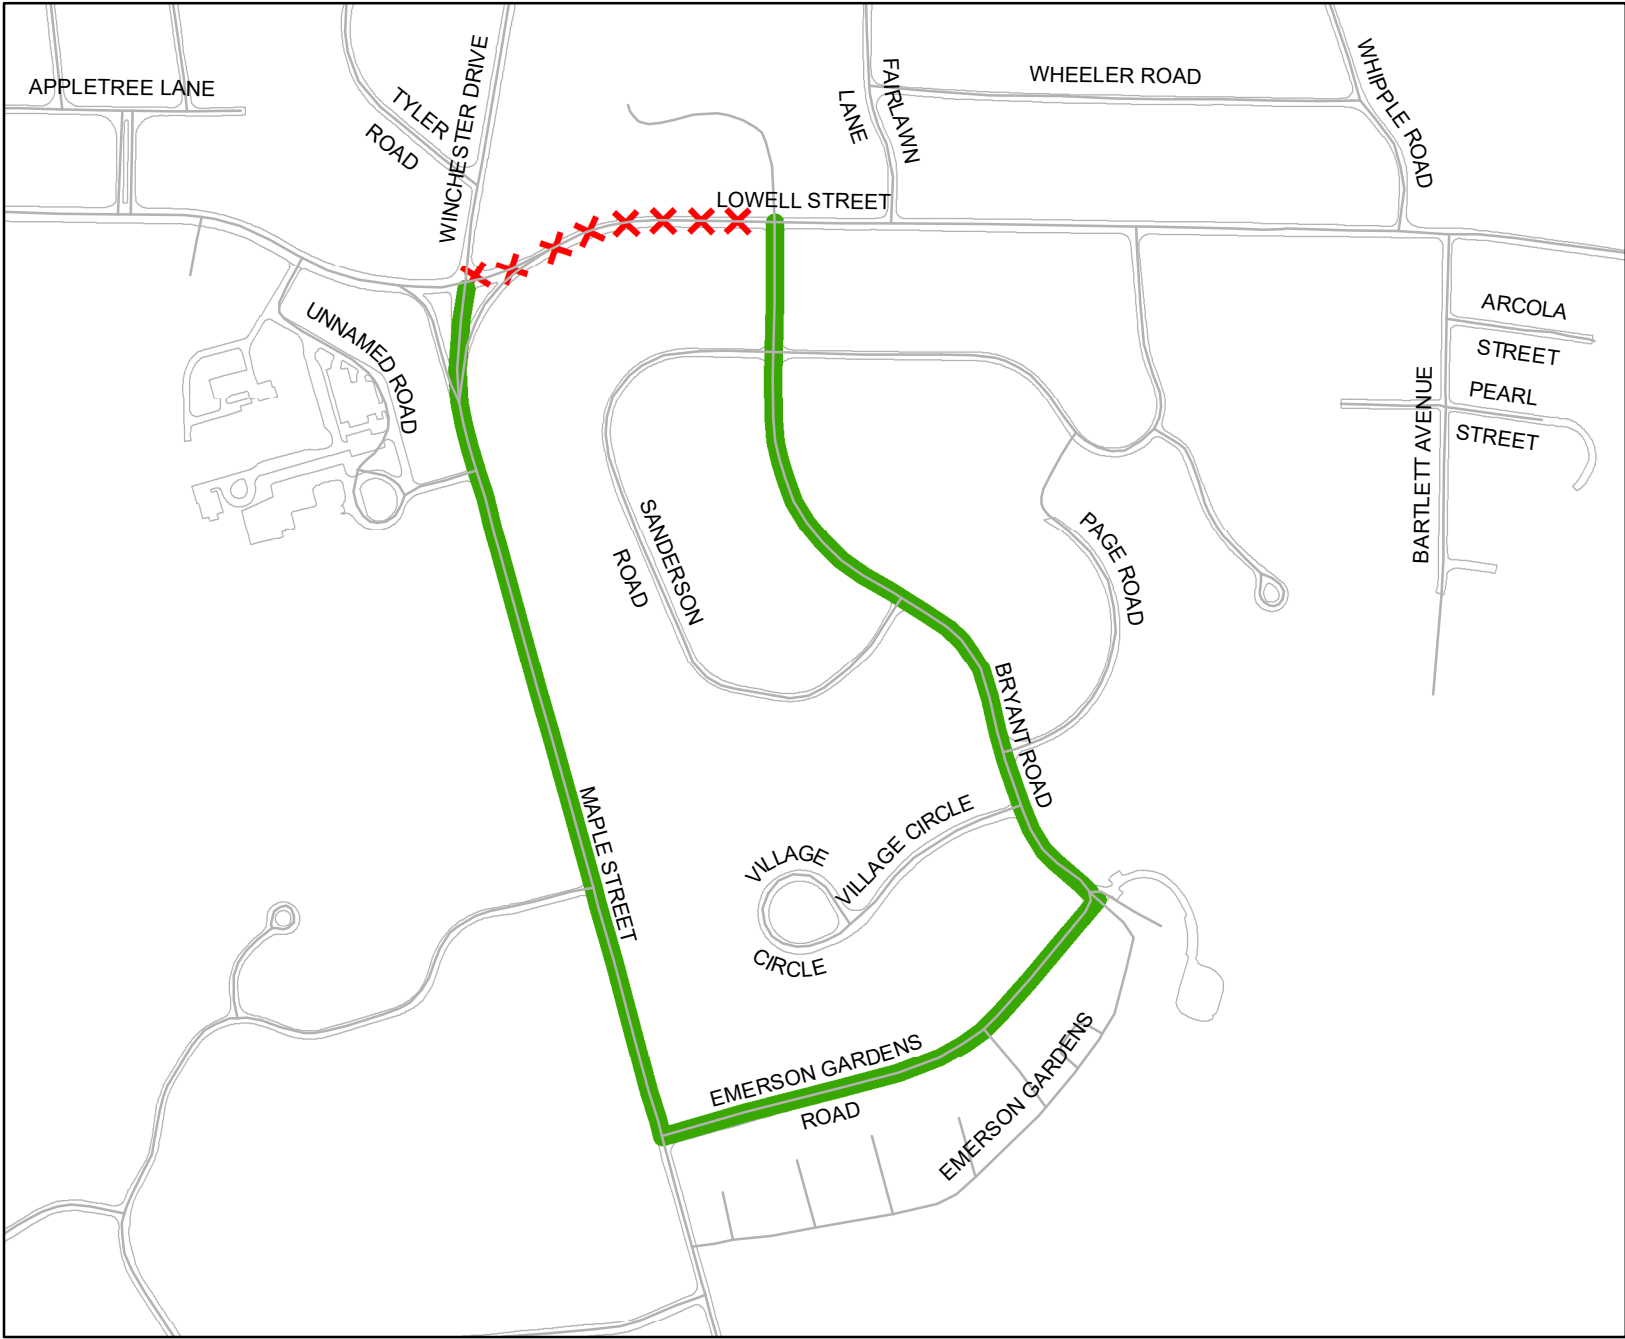 APPLETREE LANE
TYLER
ROAD
WINCHESTER DRIVE
FAIRLAWN
LANE
WHEELER ROAD
WHIPPLE ROAD
LOWELL STREET
UNNAMED ROAD
ARCOLA
STREET
PEARL
STREET
BARTLETT AVENUE
SANDERSON
ROAD
PAGE ROAD
BRYANT ROAD
MAPLE STREET
VILLAGE
CIRCLE
VILLAGE CIRCLE
EMERSON GARDENS
ROAD
EMERSON GARDENS